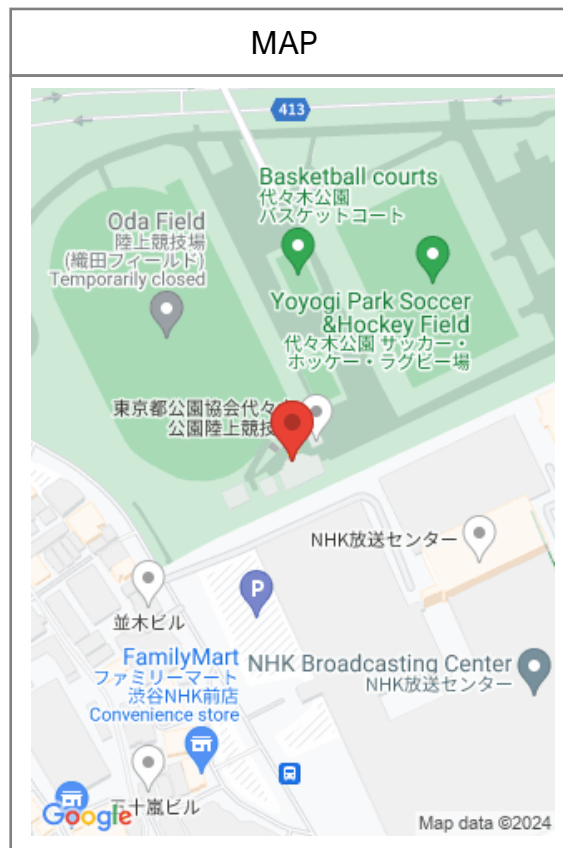 MAP
413
Basketball courts
代々木公園
バスケットコート
Oda Field
陸上競技場
(織田フィールド)
Temporarily closed
Yoyogi Park Soccer
&Hockey Field
代々木公園 サッカー・
ホッケー・ラグビー場
東京都公園協会代々
公園陸上競技
NHK放送センター
P
並木ビル
FamilyMart
ファミリーマート
渋谷NHK前店
Convenience store
NHK Broadcasting Center
NHK放送センター
十嵐ビル
Google
Map data ©2024